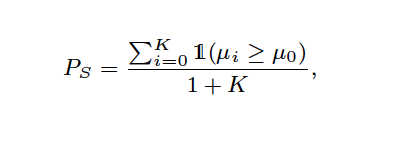 P_S = \frac{\sum_{i=0}^{K} \mathbb{1}(\mu_i \geq \mu_0)}{1 + K},